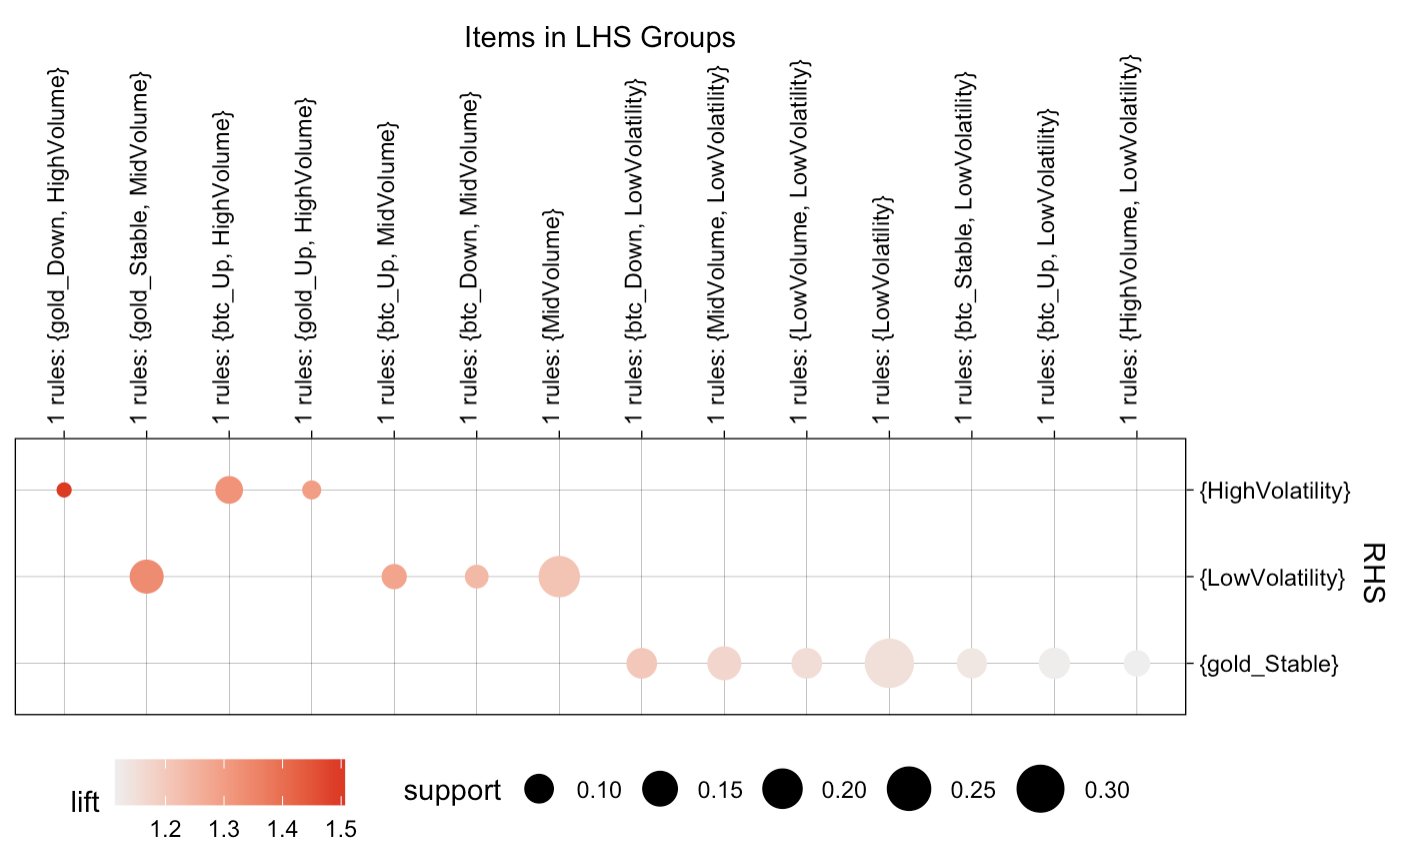 Items in LHS Groups
1 rules: {gold_Down, HighVolume}
1 rules: {gold_Stable, MidVolume}
1 rules: {btc_Up, HighVolume}
1 rules: {gold_Up, HighVolume}
1 rules: {btc_Up, MidVolume}
1 rules: {btc_Down, MidVolume}
1 rules: {MidVolume}
1 rules: {btc_Down, LowVolatility}
1 rules: {MidVolume, LowVolatility}
1 rules: {LowVolume, LowVolatility}
1 rules: {LowVolatility}
1 rules: {btc_Stable, LowVolatility}
1 rules: {btc_Up, LowVolatility}
1 rules: {HighVolume, LowVolatility}
{HighVolatility}
{LowVolatility}
{gold_Stable}
RHS
lift
1.2 1.3 1.4 1.5
support 0.10 0.15 0.20 0.25 0.30